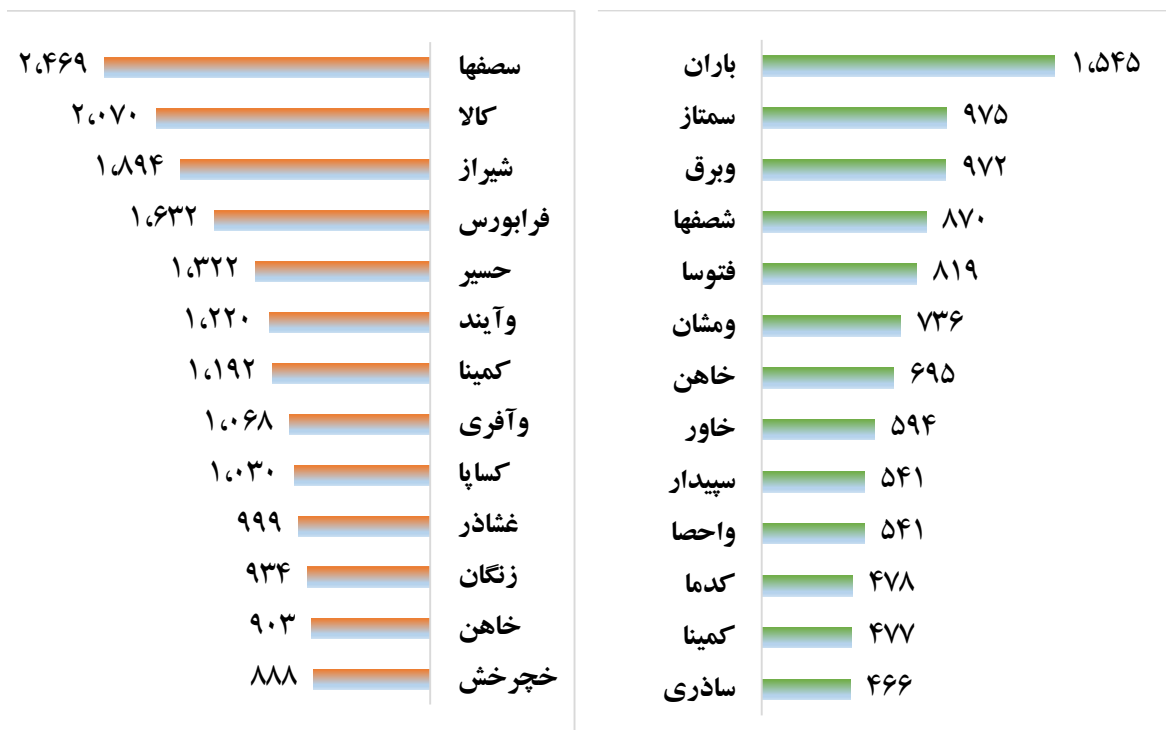 باران ۱،۵۴۵
سمتاز ۹۷۵
وبرق ۹۷۲
شصفها ۸۷۰
فتوسا ۸۱۹
ومشان ۷۳۶
خاهن ۶۹۵
خاور ۵۹۴
سپیدار ۵۴۱
واحصا ۵۴۱
کدما ۴۷۸
کمینا ۴۷۷
ساذری ۴۶۶
سصفها ۲،۴۶۹
کالا ۲،۰۷۰
شیراز ۱،۸۹۴
فرابورس ۱،۶۳۲
حسیر ۱،۳۲۲
وآیند ۱،۲۲۰
کمینا ۱،۱۹۲
وآفری ۱،۰۶۸
کساپا ۱،۰۳۰
غشاذر ۹۹۹
زنگان ۹۳۴
خاهن ۹۰۳
خچرخش ۸۸۸